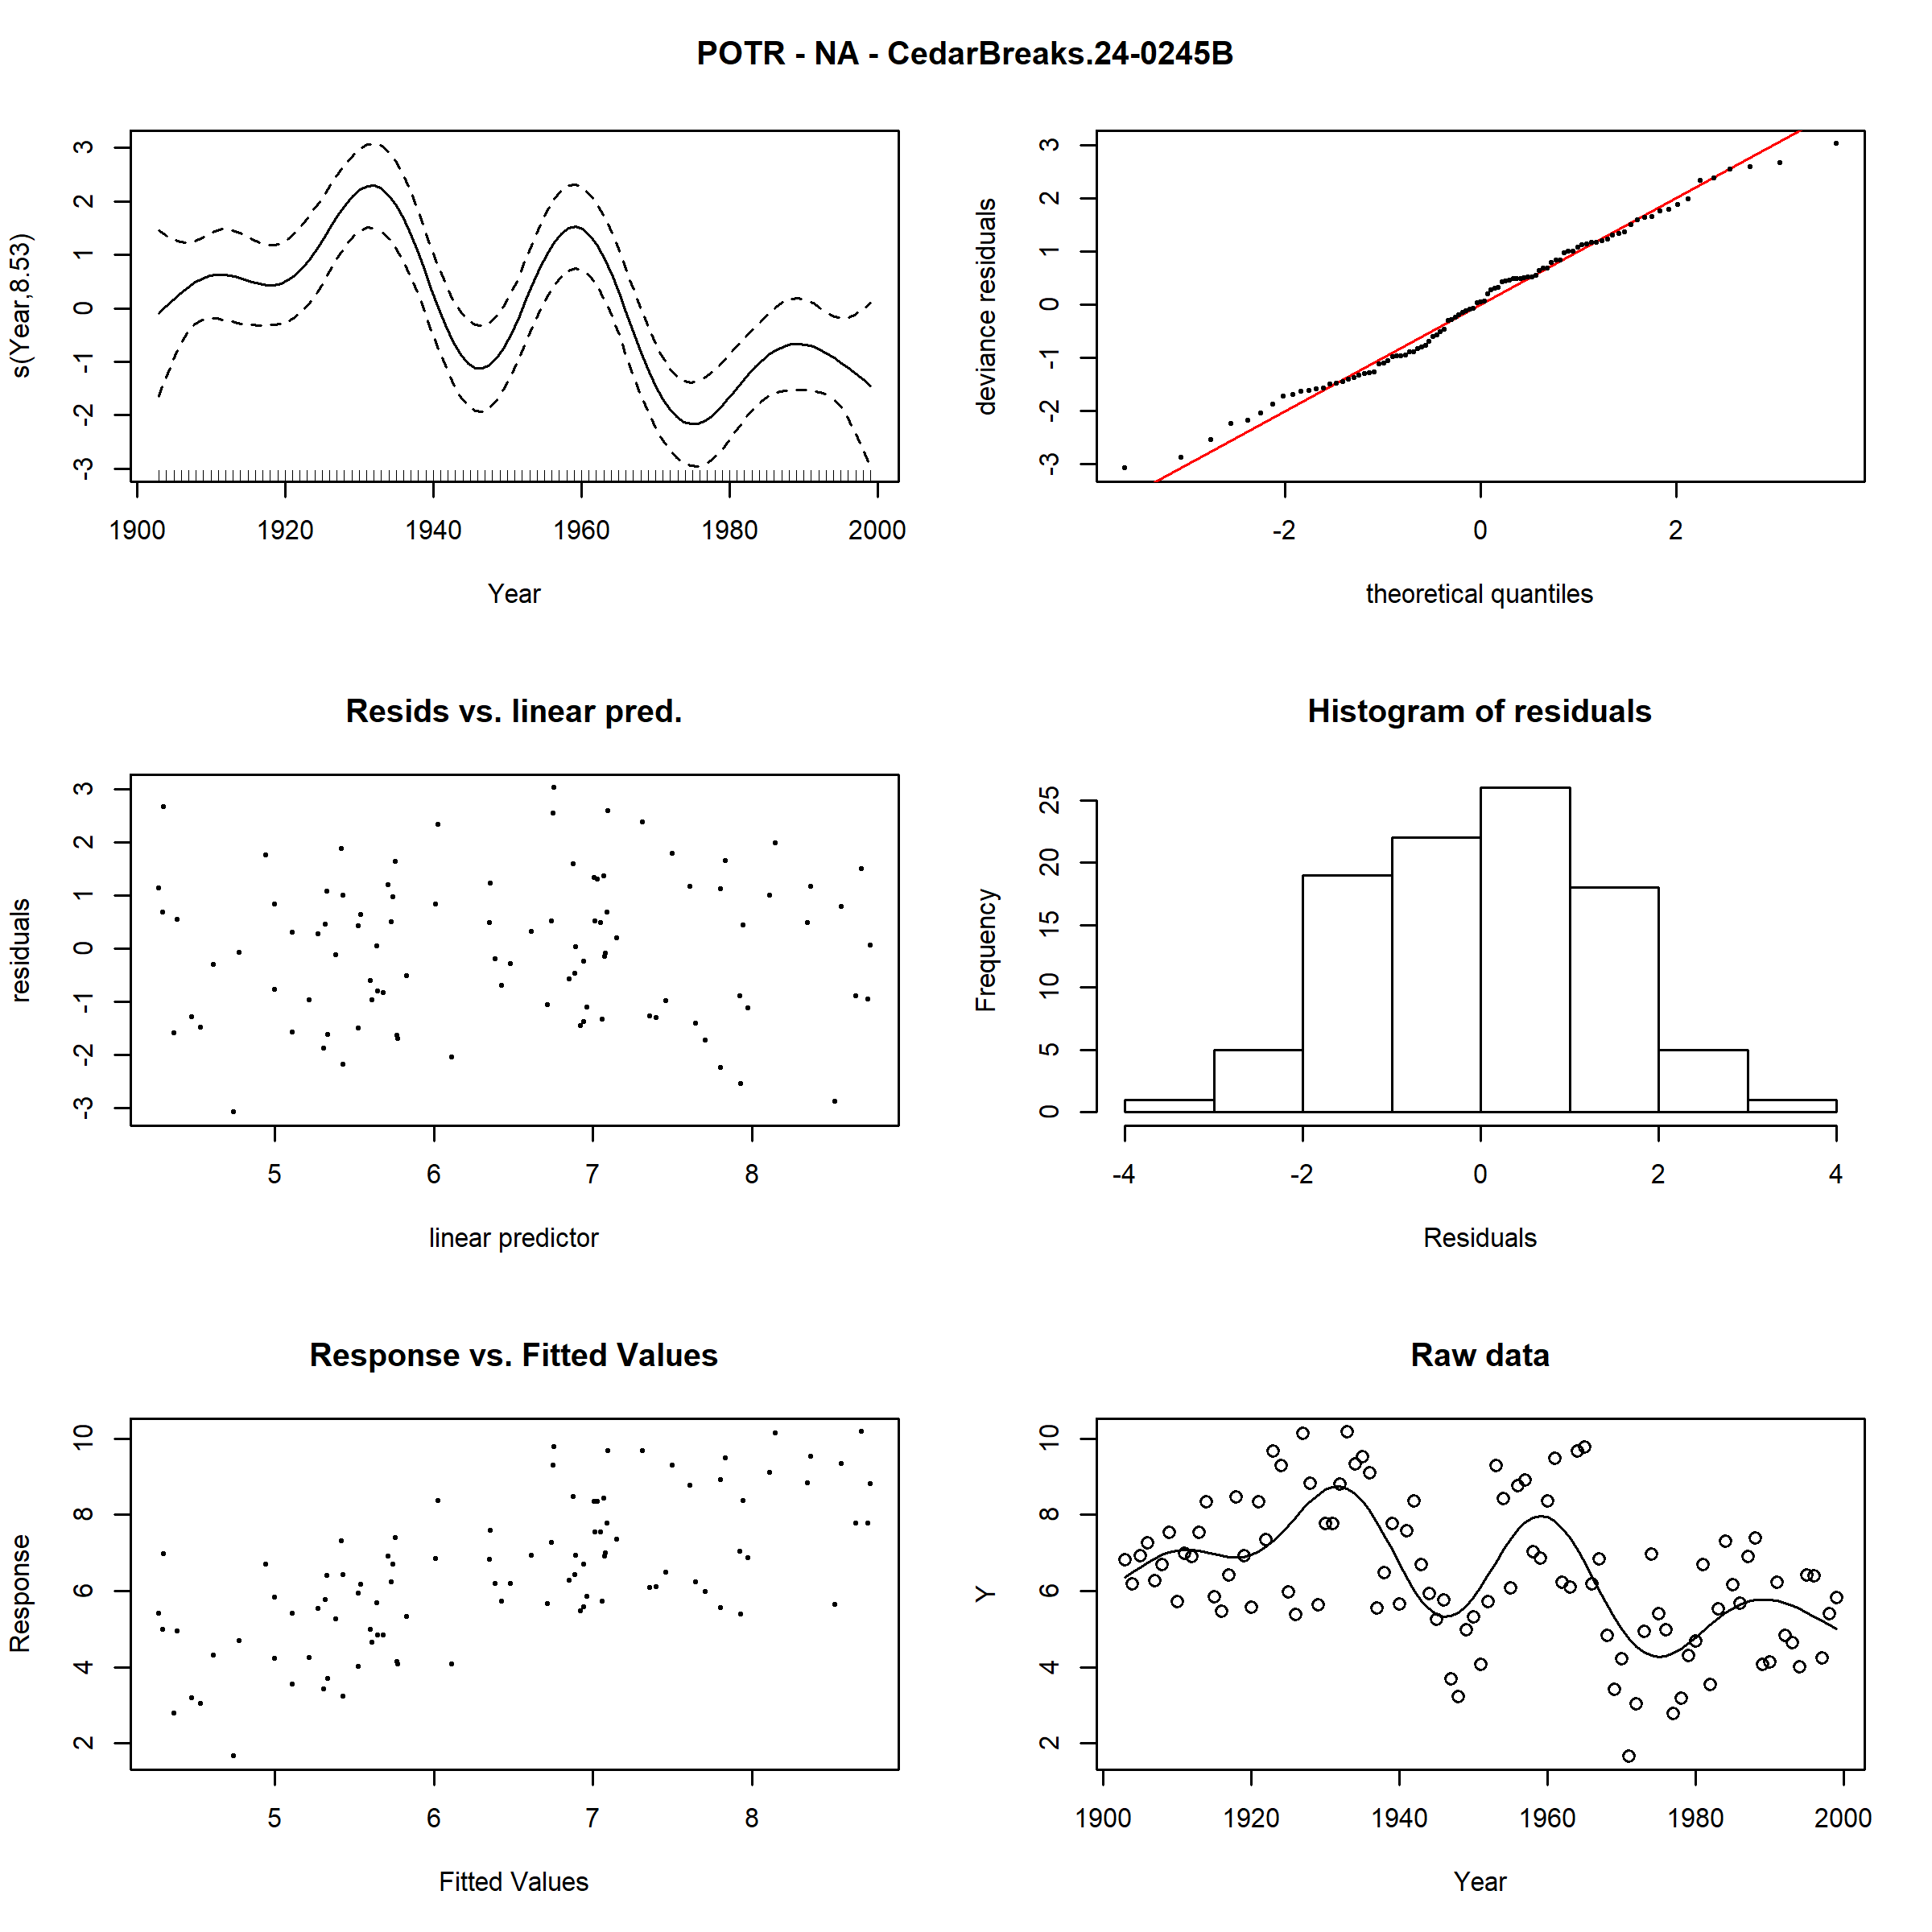 POTR - NA - CedarBreaks.24-0245B
3
2
1
0
-1
-2
-3
s(Year,8.53)
1900 1920 1940 1960 1980 2000
Year
3
2
1
0
-1
-2
-3
deviance residuals
-2 0 2
theoretical quantiles
Resids vs. linear pred.
3
2
1
0
-1
-2
-3
residuals
5 6 7 8
linear predictor
Histogram of residuals
25
20
15
10
5
0
Frequency
-4 -2 0 2 4
Residuals
Response vs. Fitted Values
10
8
6
4
2
Response
5 6 7 8
Fitted Values
Raw data
10
8
6
4
2
Y
1900 1920 1940 1960 1980 2000
Year